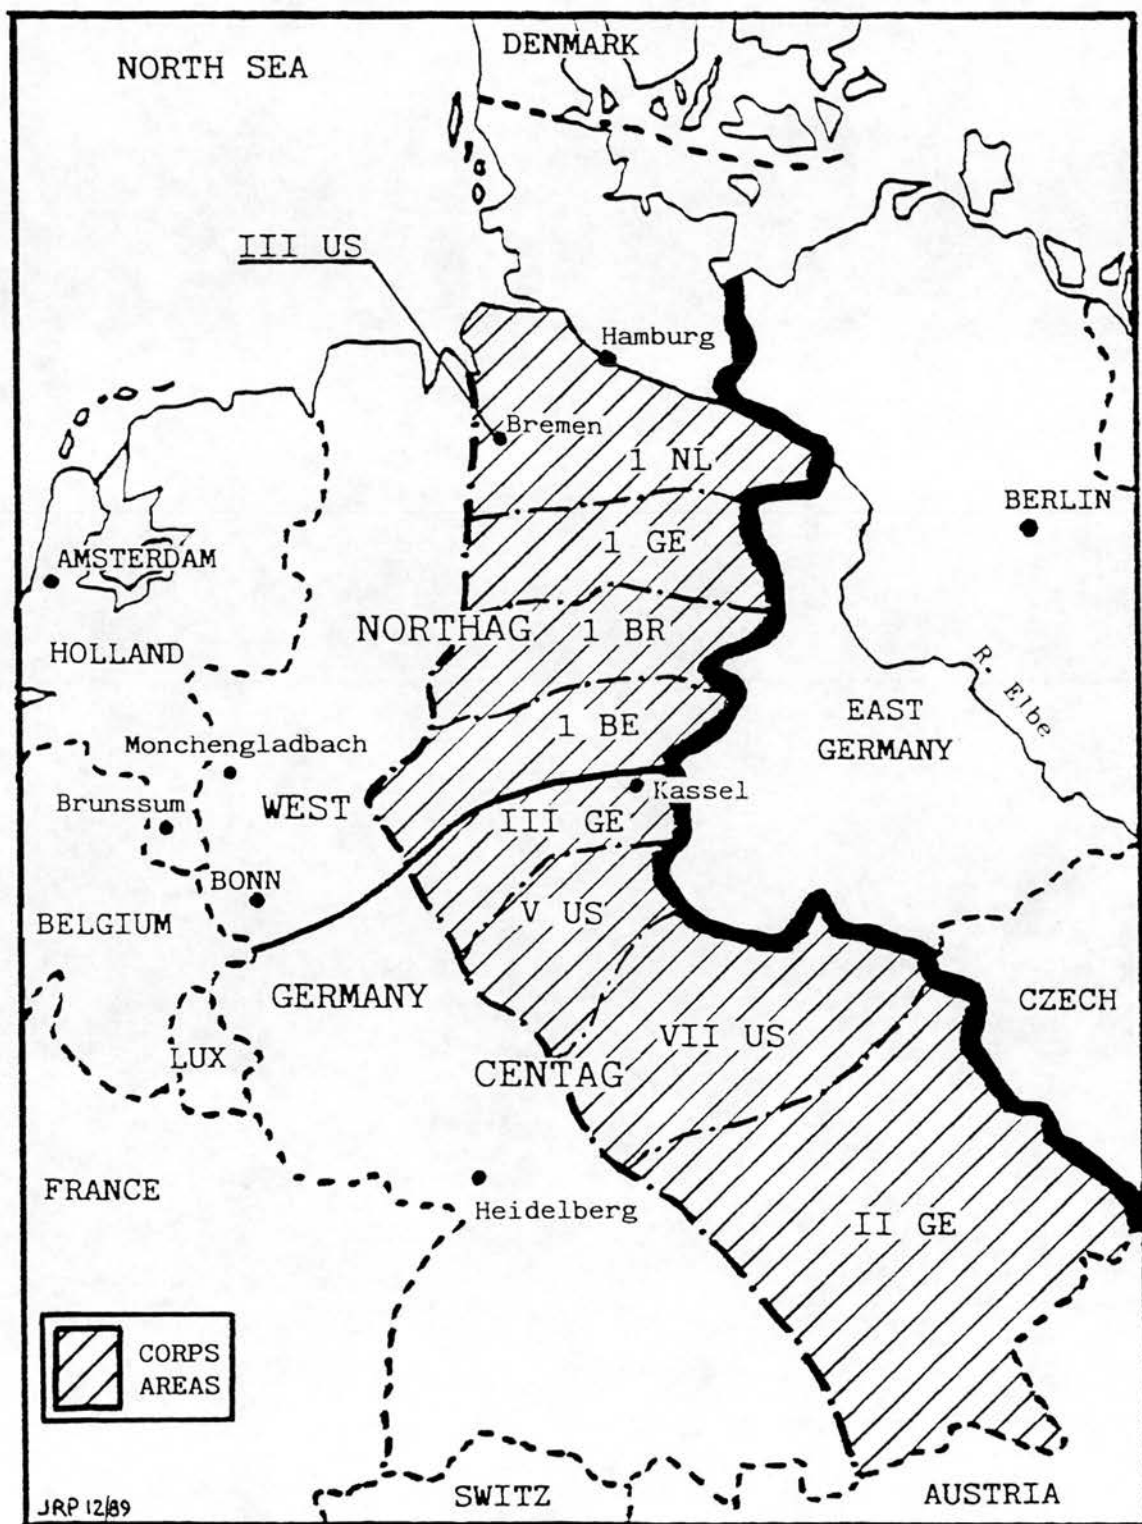 DENMARK
NORTH SEA
III US
Hamburg
Bremen
1 NL
BERLIN
1 GE
AMSTERDAM
NORTHAG
1 BR
HOLLAND
R. Elbe
1 BE
EAST
GERMANY
Monchengladbach
Brunssum
WEST
Kassel
III GE
BONN
V US
BELGIUM
GERMANY
CZECH
VII US
LUX
CENTAG
FRANCE
Heidelberg
II GE
CORPS
AREAS
SWITZ
AUSTRIA
JRP 12/89